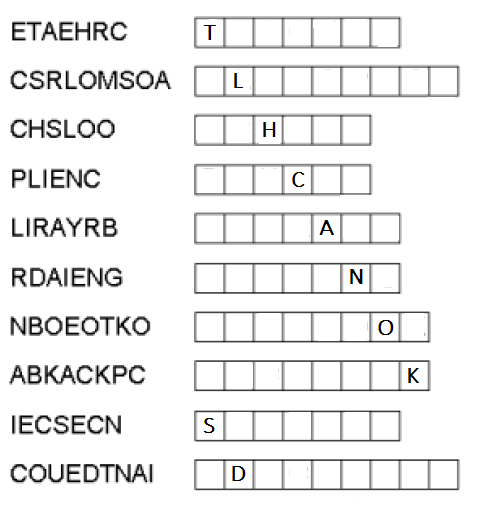 ETAEHRC T
CSRLOMSOA L
CHSLOO H
PLIENC C
LIRAYRB A
RDAIENG N
NBOEOTKO O
ABKACKPC K
IECSECN S
COUEDTNAI D